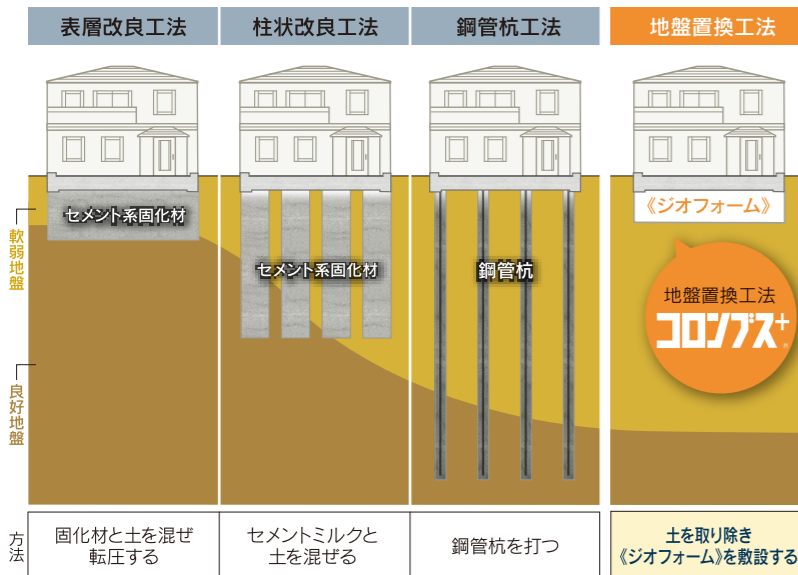 表層改良工法
柱状改良工法
鋼管杭工法
地盤置換工法
セメント系固化材
セメント系固化材
鋼管杭
《ジオフォーム》
地盤置換工法
コロンブス+
軟弱地盤
良好地盤
方法
固化材と土を混ぜ
転圧する
セメントミルクと
土を混ぜる
鋼管杭を打つ
土を取り除き
《ジオフォーム》を敷設する